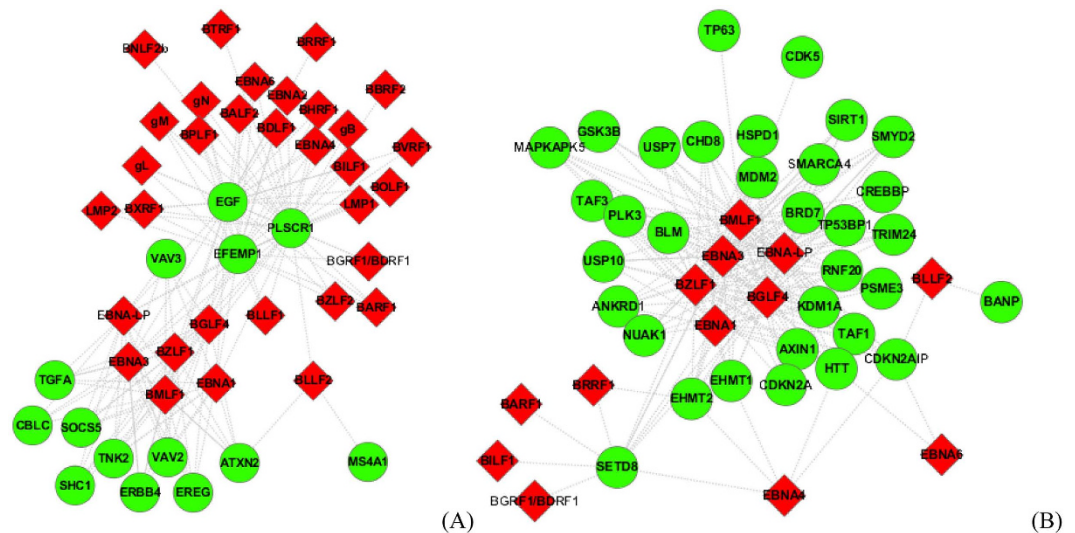 BTRF1
BRRF1
BNLF2b
EBNA5
EBNA2
BBRF2
gN
BALF2
BHRF1
gM
BPLF1
BDLF1
gB
EBNA4
BVRF1
gL
BILF1
BOLF1
EGF
LMP2
BXRF1
LMP1
PLSCR1
EFEMP1
VAV3
BGRF1/BDRF1
BZLF2
BARF1
EBNA-LP
BGLF4
BLLF1
BZLF1
EBNA3
TGFA
BMLF1
EBNA1
BLLF2
CBLC
SOCS5
TNK2
VAV2
ATXN2
MS4A1
SHC1
ERBB4
EREG
(A)
TP63
CDK5
GSK3B
SIRT1
MAPKAPK5
USP7
CHD8
HSPD1
SMYD2
SMARCA4
MDM2
CREBBP
TAF3
PLK3
BRD7
BLM
BMLF1
TP53BP1
TRIM24
EBNA3
EBNA-LP
USP10
RNF20
BZLF1
BGLF4
PSME3
BLLF2
ANKRD1
KDM1A
BANP
NUAK1
EBNA1
TAF1
AXIN1
CDKN2AIP
HTT
EHMT1
CDKN2A
BRRF1
EHMT2
BARF1
BILF1
SETD8
EBNA6
BGRF1/BDRF1
EBNA4
(B)